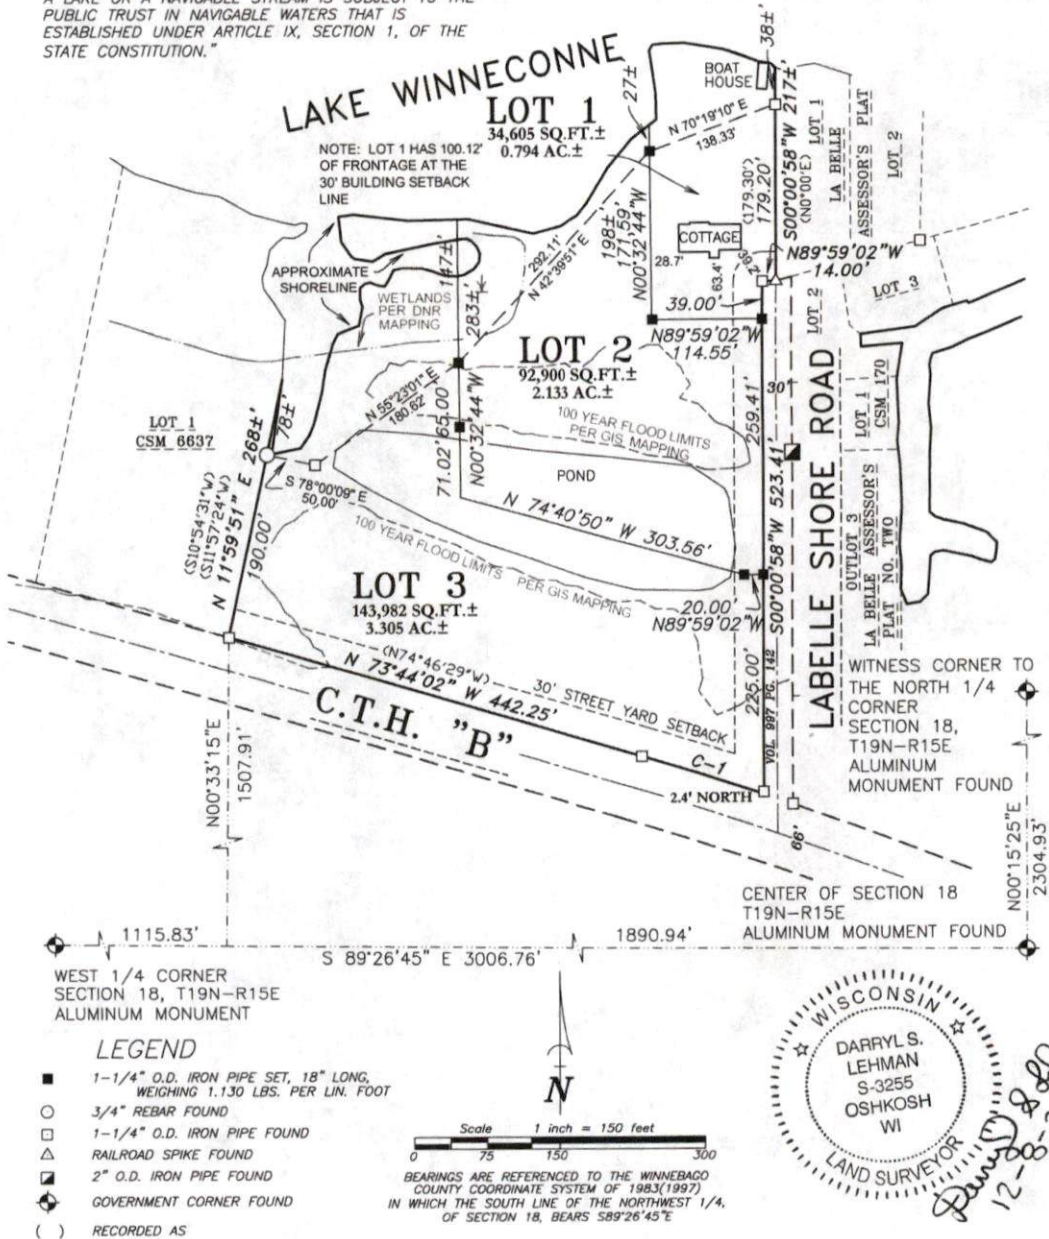 A LAKE OR A NAVIGABLE STREAM IS SUBJECT TO THE
PUBLIC TRUST IN NAVIGABLE WATERS THAT IS
ESTABLISHED UNDER ARTICLE IX, SECTION 1, OF THE
STATE CONSTITUTION."
LAKE WINNECONNE
LOT 1
34,605 SQ.FT.±
0.794 AC.±
NOTE: LOT 1 HAS 100.12'
OF FRONTAGE AT THE
30' BUILDING SETBACK
LINE
27±'
BOAT
HOUSE
38±'
N 70°19'10" E
138.33'
S00°00'58"W 217±'
(N0°00'E)
(179.30')
179.20'
LOT 1
LA BELLE
ASSESSOR'S PLAT
LOT 2
APPROXIMATE
SHORELINE
147±'
283±'
WETLANDS
PER DNR
MAPPING
292.11'
N 42°39'51" E
198±'
171.59'
N00°32'44"W
COTTAGE
28.7'
63.4'
39.2'
N89°59'02"W
14.00'
39.00'
N89°59'02"W
114.55'
LOT 2
LOT 3
LOT 2
92,900 SQ.FT.±
2.133 AC.±
N 55°23'01" E
180.62'
65.00'
N00°32'44"W
71.02'
100 YEAR FLOOD LIMITS
PER GIS MAPPING
POND
N 74°40'50" W 303.56'
30'
259.41'
S00°00'58"W 523.41'
LABELLE SHORE ROAD
LOT 1
CSM 170
OUTLOT 3
LA BELLE ASSESSOR'S
PLAT NO. TWO
LOT 1
CSM 6637
268±'
78±'
(S10°54'31"W)
(S11°57'24"W)
N 11°59'51" E
190.00'
S 78°00'09" E
50.00'
100 YEAR FLOOD LIMITS PER GIS MAPPING
LOT 3
143,982 SQ.FT.±
3.305 AC.±
20.00'
N89°59'02"W
225.00'
VOL 997 PG. 142
(N74°46'29"W)
N 73°44'02" W 442.25'
30' STREET YARD SETBACK
C.T.H. "B"
C-1
2.4' NORTH
66'
WITNESS CORNER TO
THE NORTH 1/4
CORNER
SECTION 18,
T19N-R15E
ALUMINUM
MONUMENT FOUND
N00°33'15"E
1507.91'
N00°15'25"E
2304.93'
CENTER OF SECTION 18
T19N-R15E
ALUMINUM MONUMENT FOUND
1115.83'
1890.94'
S 89°26'45" E 3006.76'
WEST 1/4 CORNER
SECTION 18, T19N-R15E
ALUMINUM MONUMENT
LEGEND
1-1/4" O.D. IRON PIPE SET, 18" LONG,
WEIGHING 1.130 LBS. PER LIN. FOOT
3/4" REBAR FOUND
1-1/4" O.D. IRON PIPE FOUND
RAILROAD SPIKE FOUND
2" O.D. IRON PIPE FOUND
GOVERNMENT CORNER FOUND
( ) RECORDED AS
N
Scale 1 inch = 150 feet
0 75 150 300
BEARINGS ARE REFERENCED TO THE WINNEBAGO
COUNTY COORDINATE SYSTEM OF 1983(1997)
IN WHICH THE SOUTH LINE OF THE NORTHWEST 1/4,
OF SECTION 18, BEARS S89°26'45"E
WISCONSIN
DARRYL S.
LEHMAN
S-3255
OSHKOSH
WI
LAND SURVEYOR